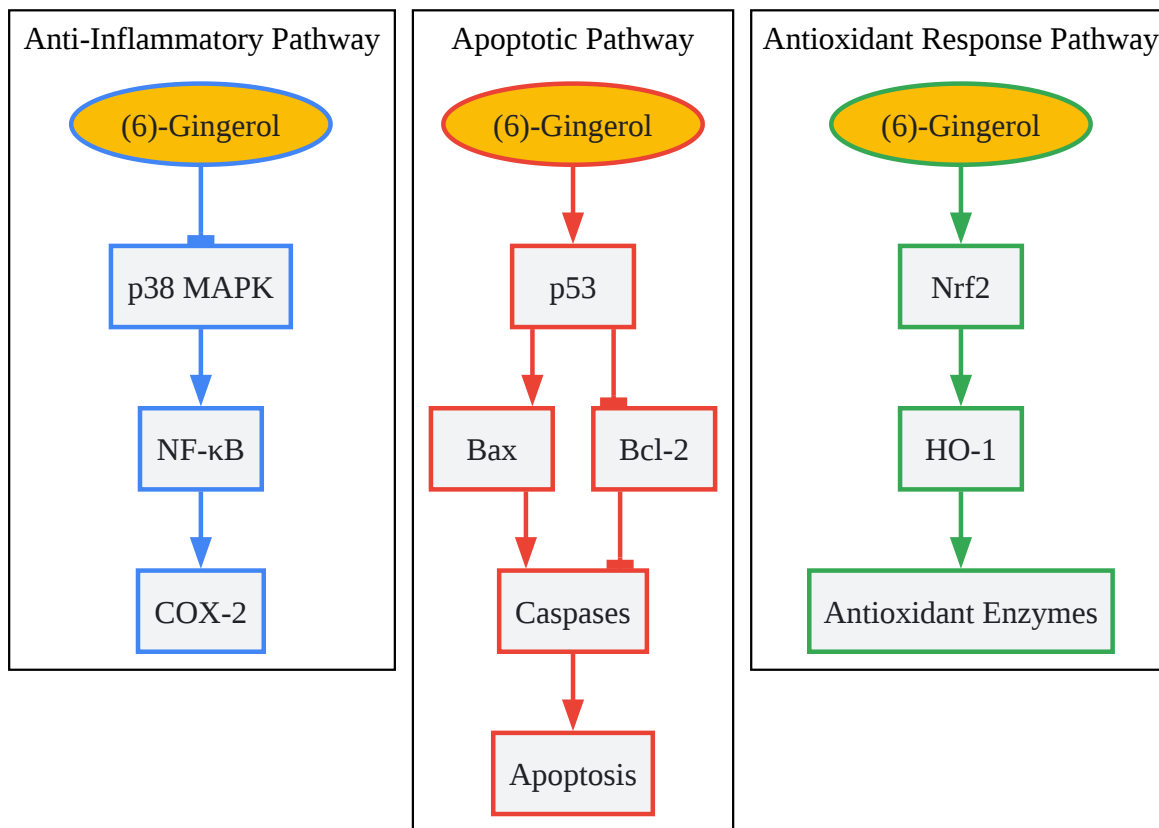 Anti-Inflammatory Pathway
(6)-Gingerol
p38 MAPK
NF-κB
COX-2
Apoptotic Pathway
(6)-Gingerol
p53
Bax
Bcl-2
Caspases
Apoptosis
Antioxidant Response Pathway
(6)-Gingerol
Nrf2
HO-1
Antioxidant Enzymes